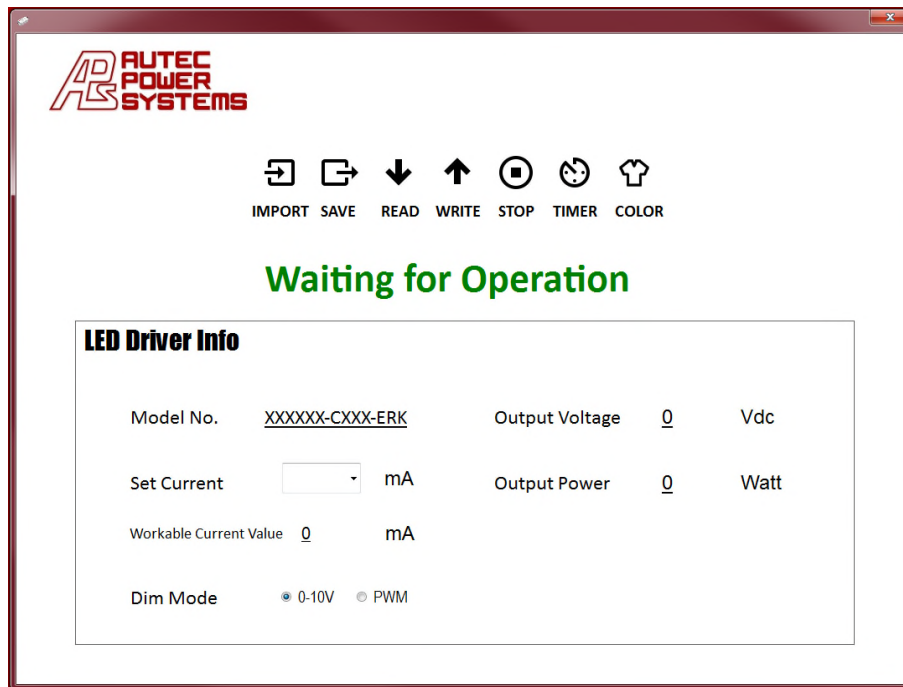 AUTEC
POWER
SYSTEMS
IMPORT SAVE READ WRITE STOP TIMER COLOR
Waiting for Operation
LED Driver Info
Model No. XXXXXX-CXXX-ERK Output Voltage 0 Vdc
Set Current mA Output Power 0 Watt
Workable Current Value 0 mA
Dim Mode 0-10V PWM